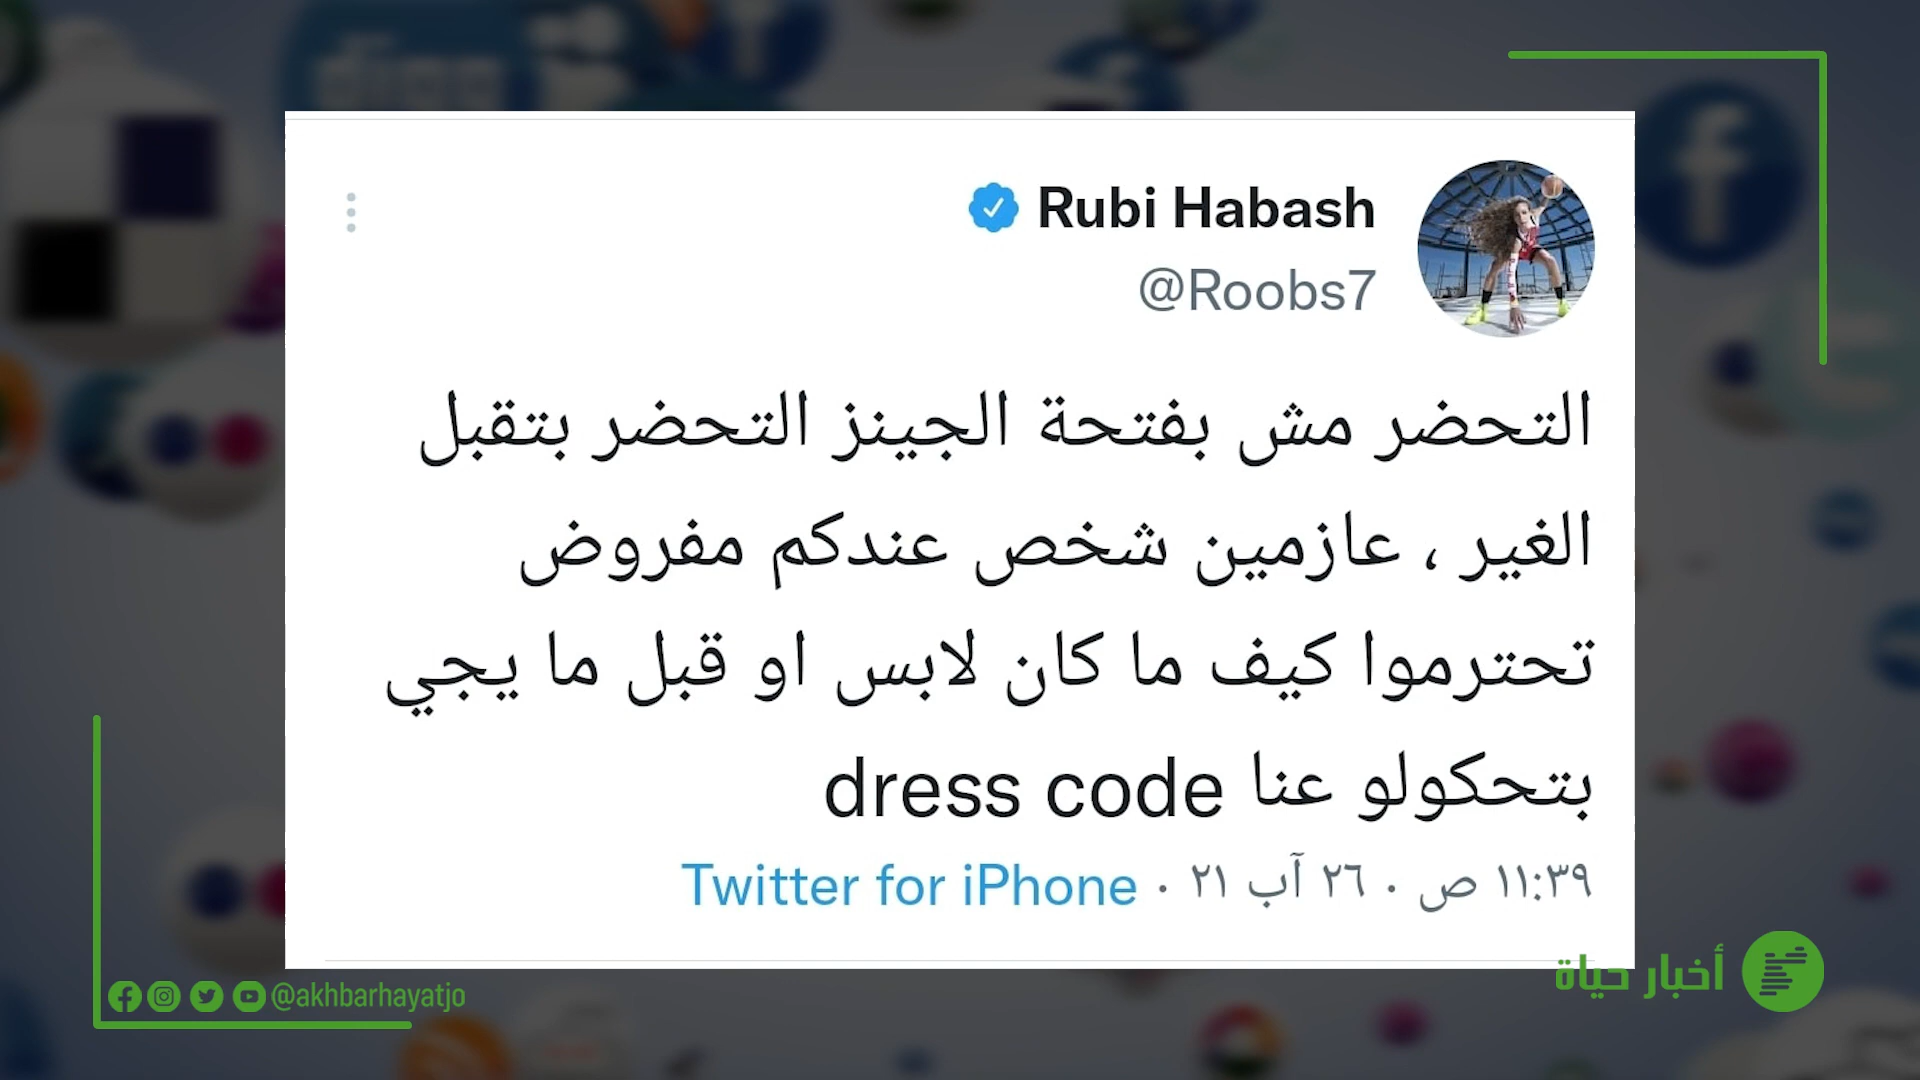 Rubi Habash
@Roobs7
التحضر مش بفتحة الجينز التحضر بتقبل
الغير ، عازمين شخص عندكم مفروض
تحترموا كيف ما كان لابس او قبل ما يجي
بتحكولو عنا dress code
١١:٣٩ ص · ٢٦ آب ٢١ · Twitter for iPhone
أخبار حياة
@akhbarhayatjo